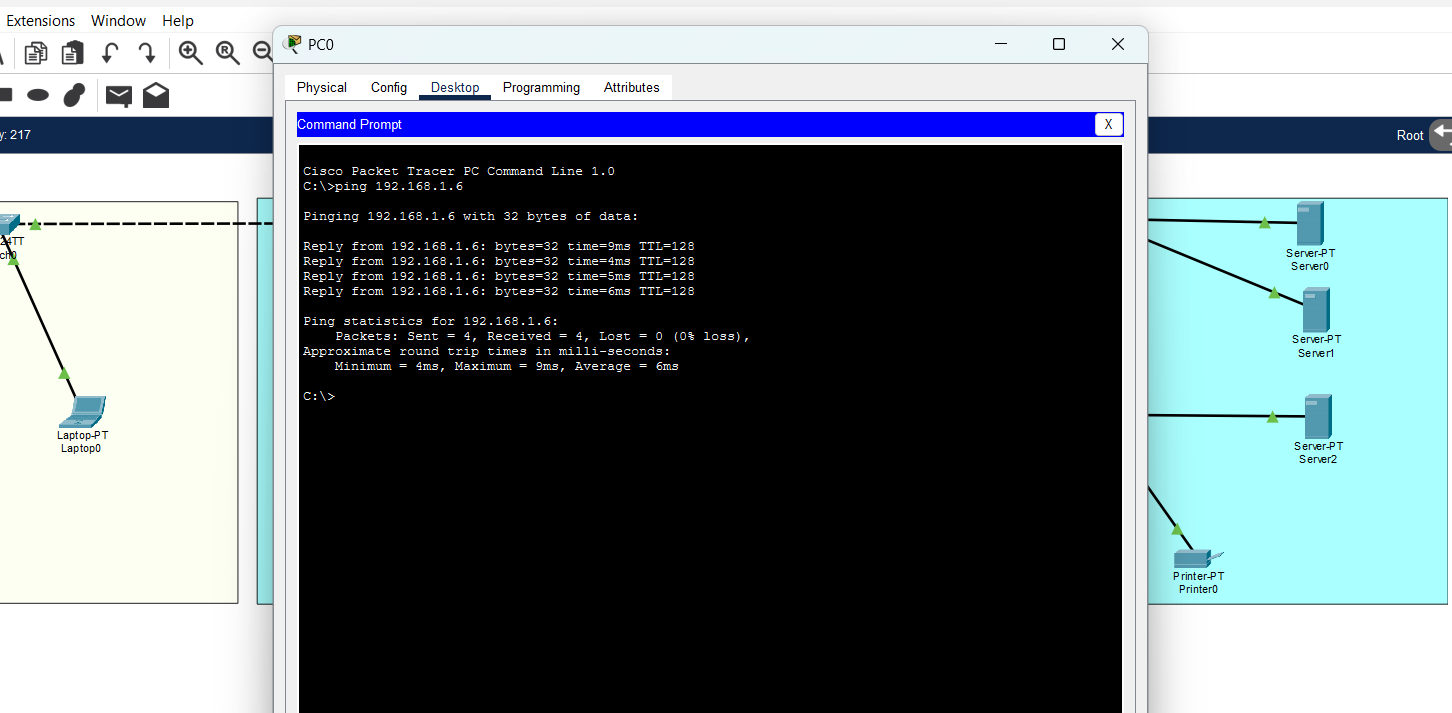 Extensions Window Help
PC0
Physical Config Desktop Programming Attributes
Command Prompt
X
y: 217
Root
Cisco Packet Tracer PC Command Line 1.0
C:\>ping 192.168.1.6
Pinging 192.168.1.6 with 32 bytes of data:
Reply from 192.168.1.6: bytes=32 time=9ms TTL=128
Reply from 192.168.1.6: bytes=32 time=4ms TTL=128
Reply from 192.168.1.6: bytes=32 time=5ms TTL=128
Reply from 192.168.1.6: bytes=32 time=6ms TTL=128
Ping statistics for 192.168.1.6:
Packets: Sent = 4, Received = 4, Lost = 0 (0% loss),
Approximate round trip times in milli-seconds:
Minimum = 4ms, Maximum = 9ms, Average = 6ms
C:\>
24TT
ch0
Laptop-PT
Laptop0
Server-PT
Server0
Server-PT
Server1
Server-PT
Server2
Printer-PT
Printer0